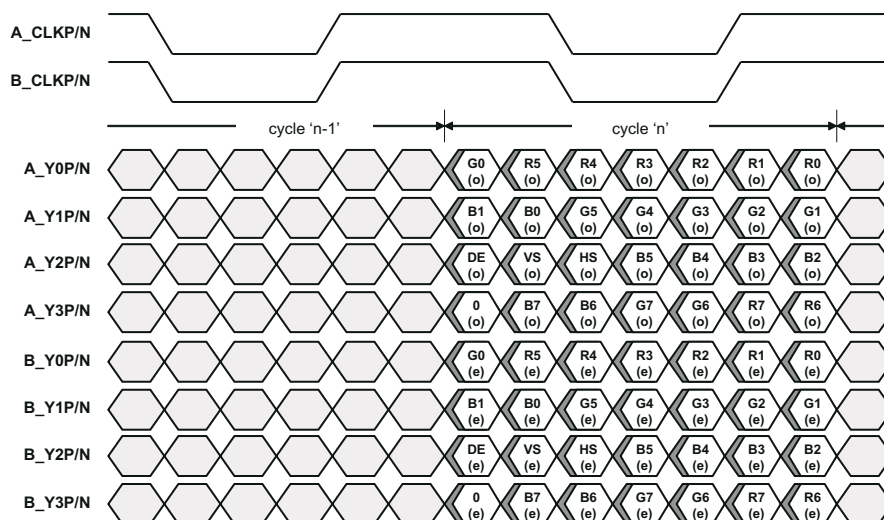 A_CLKP/N
B_CLKP/N
cycle ‘n-1’ cycle ‘n’
A_Y0P/N G0 (o) R5 (o) R4 (o) R3 (o) R2 (o) R1 (o) R0 (o)
A_Y1P/N B1 (o) B0 (o) G5 (o) G4 (o) G3 (o) G2 (o) G1 (o)
A_Y2P/N DE (o) VS (o) HS (o) B5 (o) B4 (o) B3 (o) B2 (o)
A_Y3P/N 0 (o) B7 (o) B6 (o) G7 (o) G6 (o) R7 (o) R6 (o)
B_Y0P/N G0 (e) R5 (e) R4 (e) R3 (e) R2 (e) R1 (e) R0 (e)
B_Y1P/N B1 (e) B0 (e) G5 (e) G4 (e) G3 (e) G2 (e) G1 (e)
B_Y2P/N DE (e) VS (e) HS (e) B5 (e) B4 (e) B3 (e) B2 (e)
B_Y3P/N 0 (e) B7 (e) B6 (e) G7 (e) G6 (e) R7 (e) R6 (e)